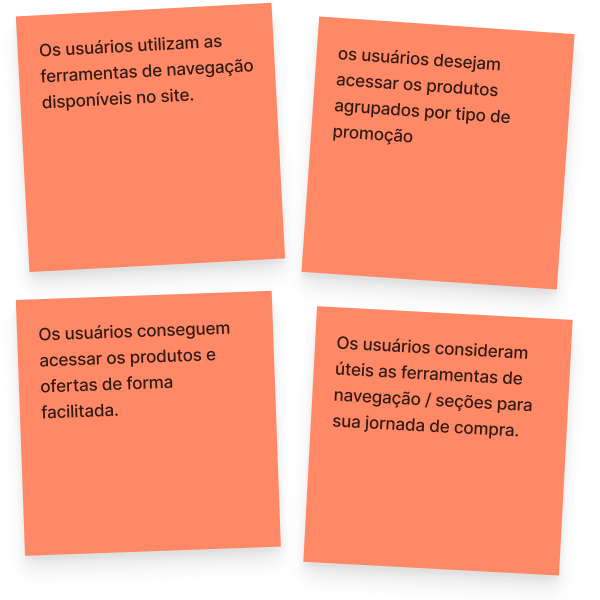 Os usuários utilizam as
ferramentas de navegação
disponíveis no site.
os usuários desejam
acessar os produtos
agrupados por tipo de
promoção
Os usuários conseguem
acessar os produtos e
ofertas de forma
facilitada.
Os usuários consideram
úteis as ferramentas de
navegação / seções para
sua jornada de compra.